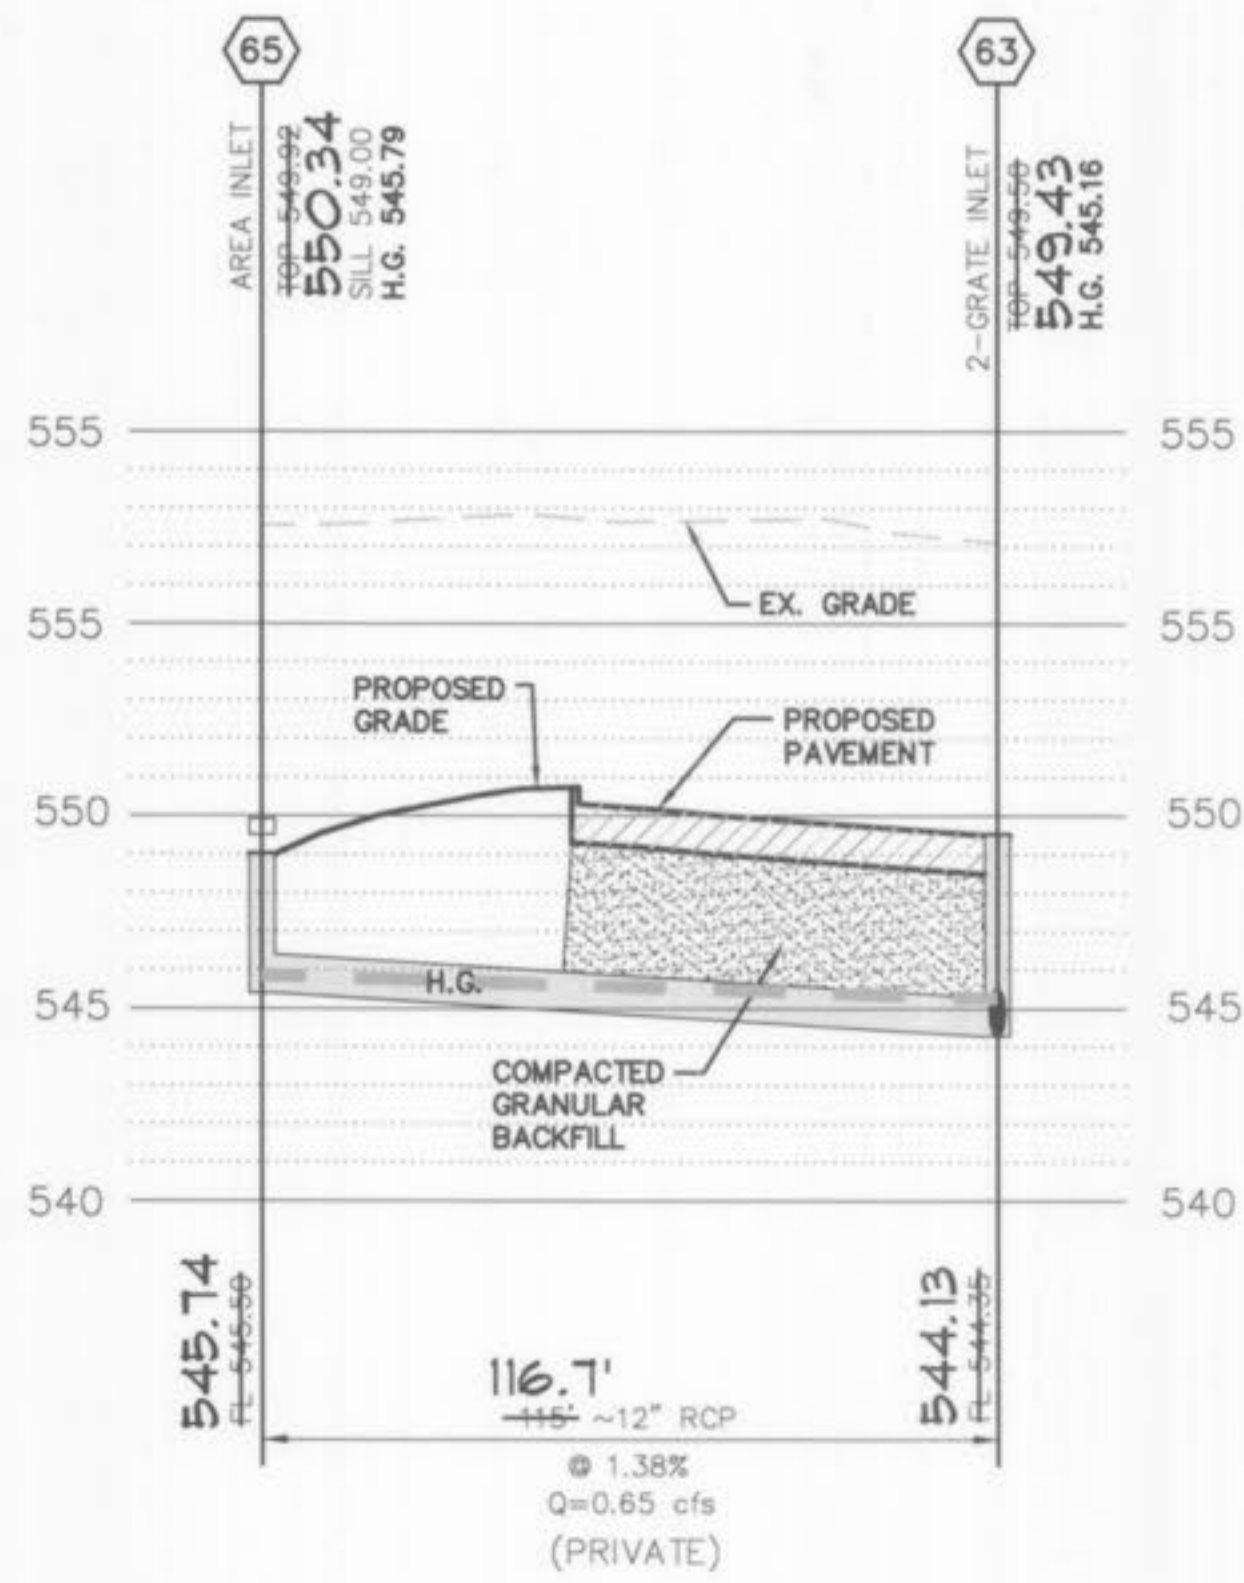 65
63
AREA INLET
TOP 549.92
550.34
SILL 549.00
H.G. 545.79
2-GRATE INLET
TOP 549.50
549.43
H.G. 545.16
555
555
EX. GRADE
555
555
PROPOSED
GRADE
PROPOSED
PAVEMENT
550
550
H.G.
545
545
COMPACTED
GRANULAR
BACKFILL
540
540
545.74
FL 545.50
544.13
FL 544.35
116.7'
115' ~12" RCP
@ 1.38%
Q=0.65 cfs
(PRIVATE)